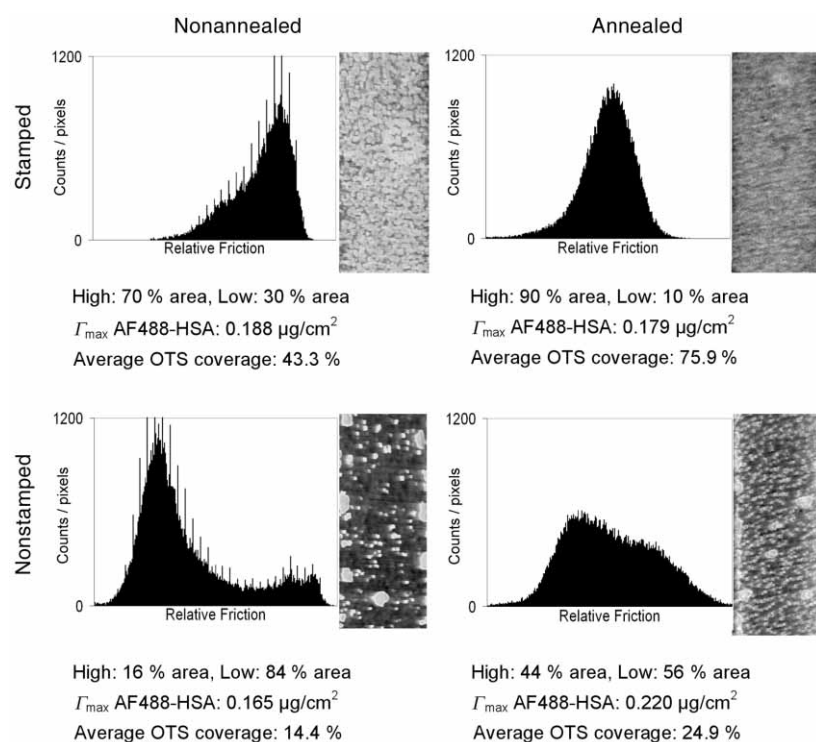 Nonannealed
Annealed
Stamped
1200
Counts / pixels
0
Relative Friction
1200
Counts / pixels
0
Relative Friction
High: 70 % area, Low: 30 % area
Γmax AF488-HSA: 0.188 µg/cm²
Average OTS coverage: 43.3 %
High: 90 % area, Low: 10 % area
Γmax AF488-HSA: 0.179 µg/cm²
Average OTS coverage: 75.9 %
Nonstamped
1200
Counts / pixels
0
Relative Friction
1200
Counts / pixels
0
Relative Friction
High: 16 % area, Low: 84 % area
Γmax AF488-HSA: 0.165 µg/cm²
Average OTS coverage: 14.4 %
High: 44 % area, Low: 56 % area
Γmax AF488-HSA: 0.220 µg/cm²
Average OTS coverage: 24.9 %